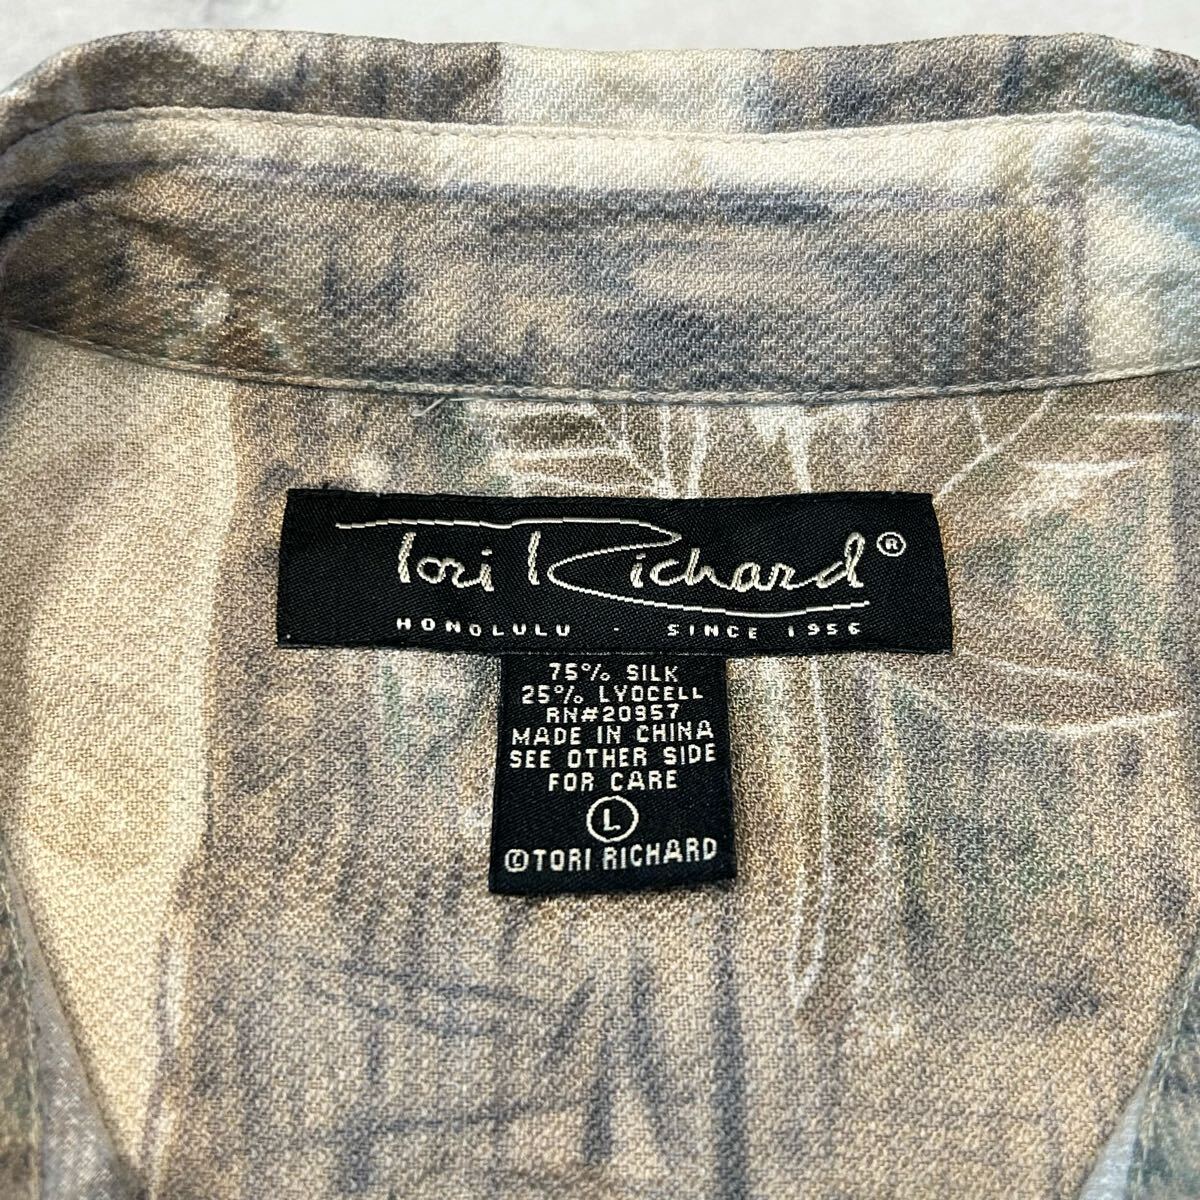 Tori Richard®
HONOLULU · SINCE 1956
75% SILK
25% LYOCELL
RN#20957
MADE IN CHINA
SEE OTHER SIDE
FOR CARE
L
©TORI RICHARD